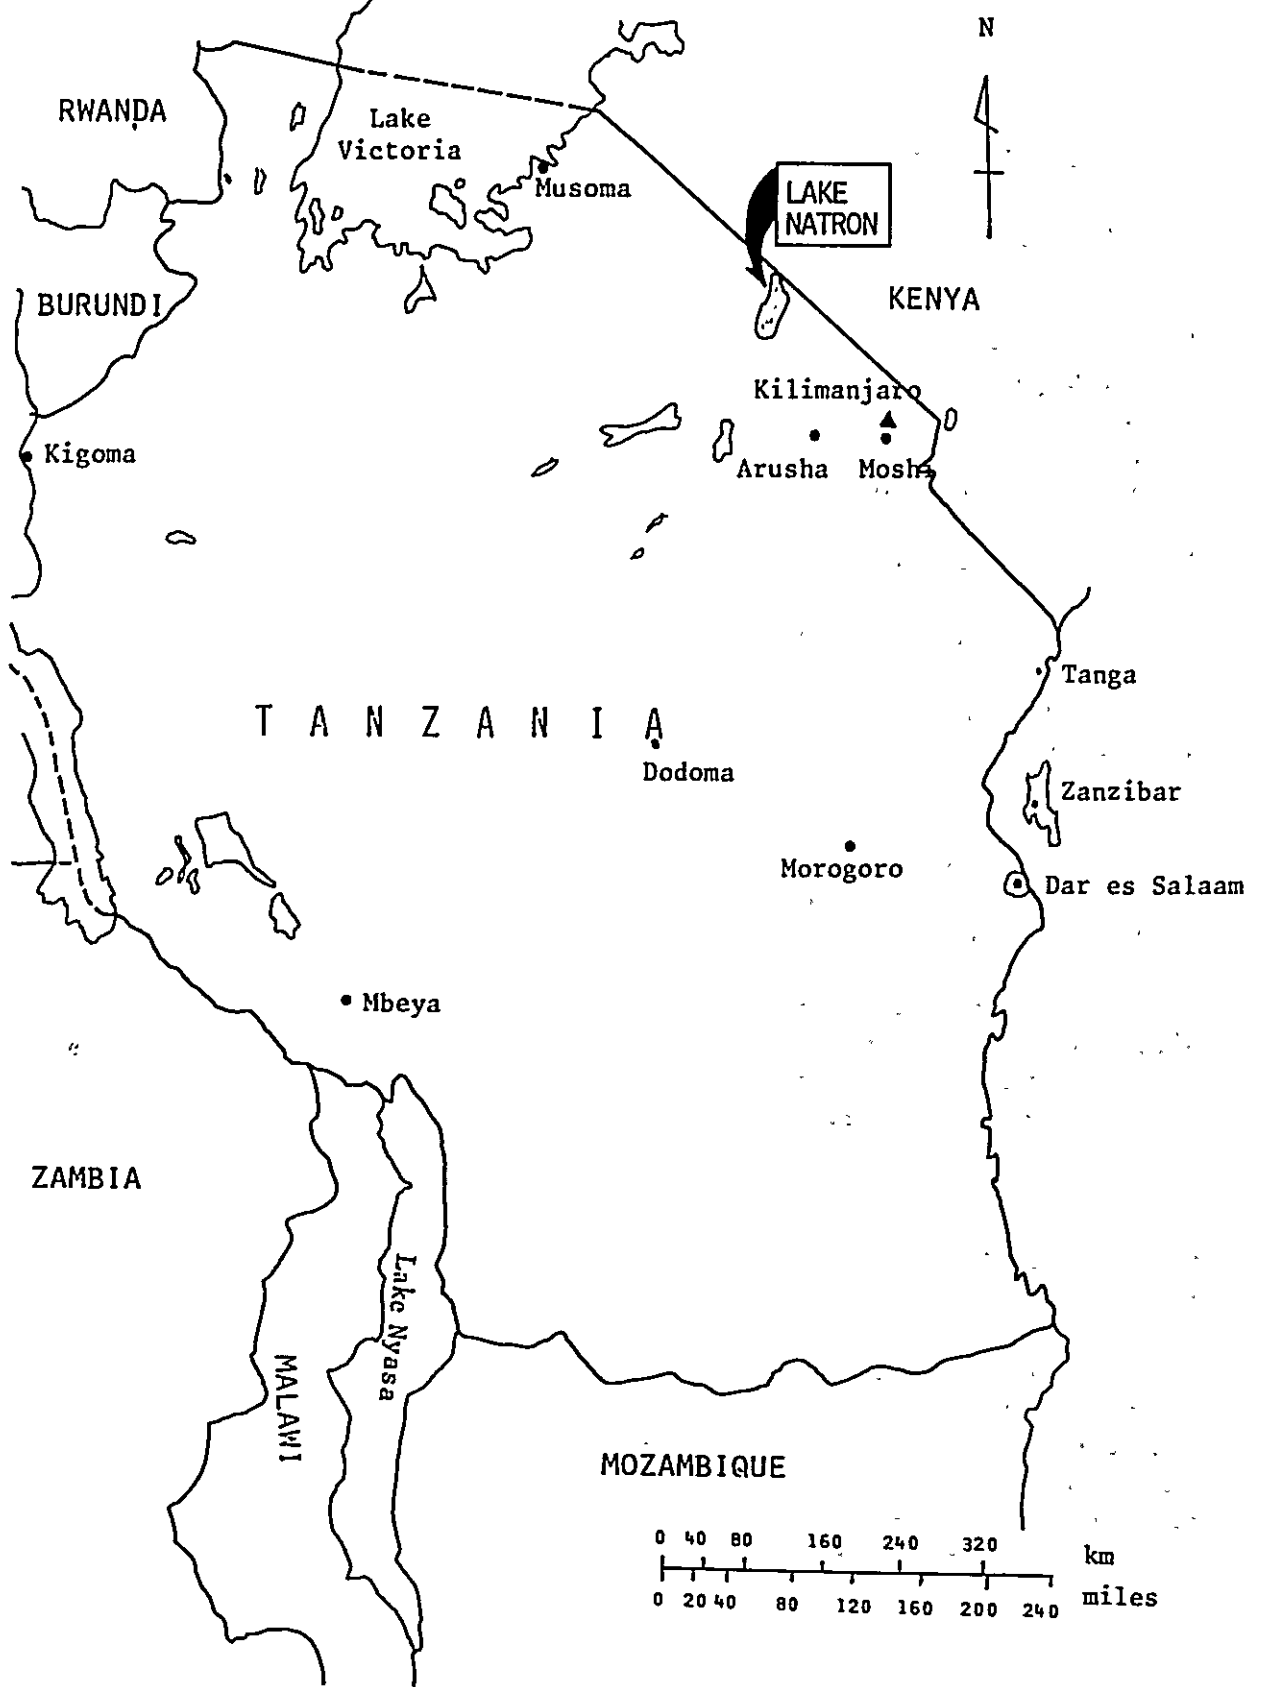 N
RWANDA
Lake
Victoria
Musoma
LAKE
NATRON
BURUNDI
KENYA
Kilimanjaro
Kigoma
Arusha
Moshi
Tanga
TANZANIA
Dodoma
Zanzibar
Morogoro
Dar es Salaam
Mbeya
ZAMBIA
Lake Nyasa
MALAWI
MOZAMBIQUE
0 40 80 160 240 320 km
0 20 40 80 120 160 200 240 miles